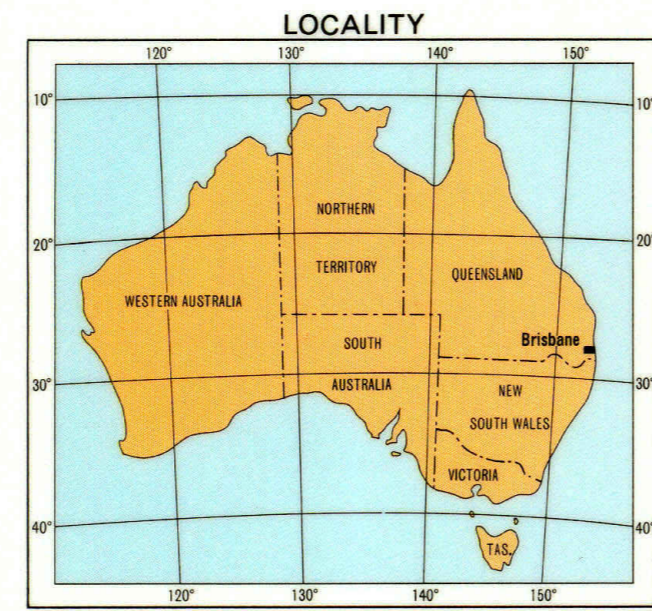 LOCALITY
120° 130° 140° 150°
10° 10°
NORTHERN
20° 20°
TERRITORY
QUEENSLAND
WESTERN AUSTRALIA
SOUTH
Brisbane
30° 30°
AUSTRALIA
NEW
SOUTH WALES
VICTORIA
40° 40°
TAS.
120° 130° 140° 150°